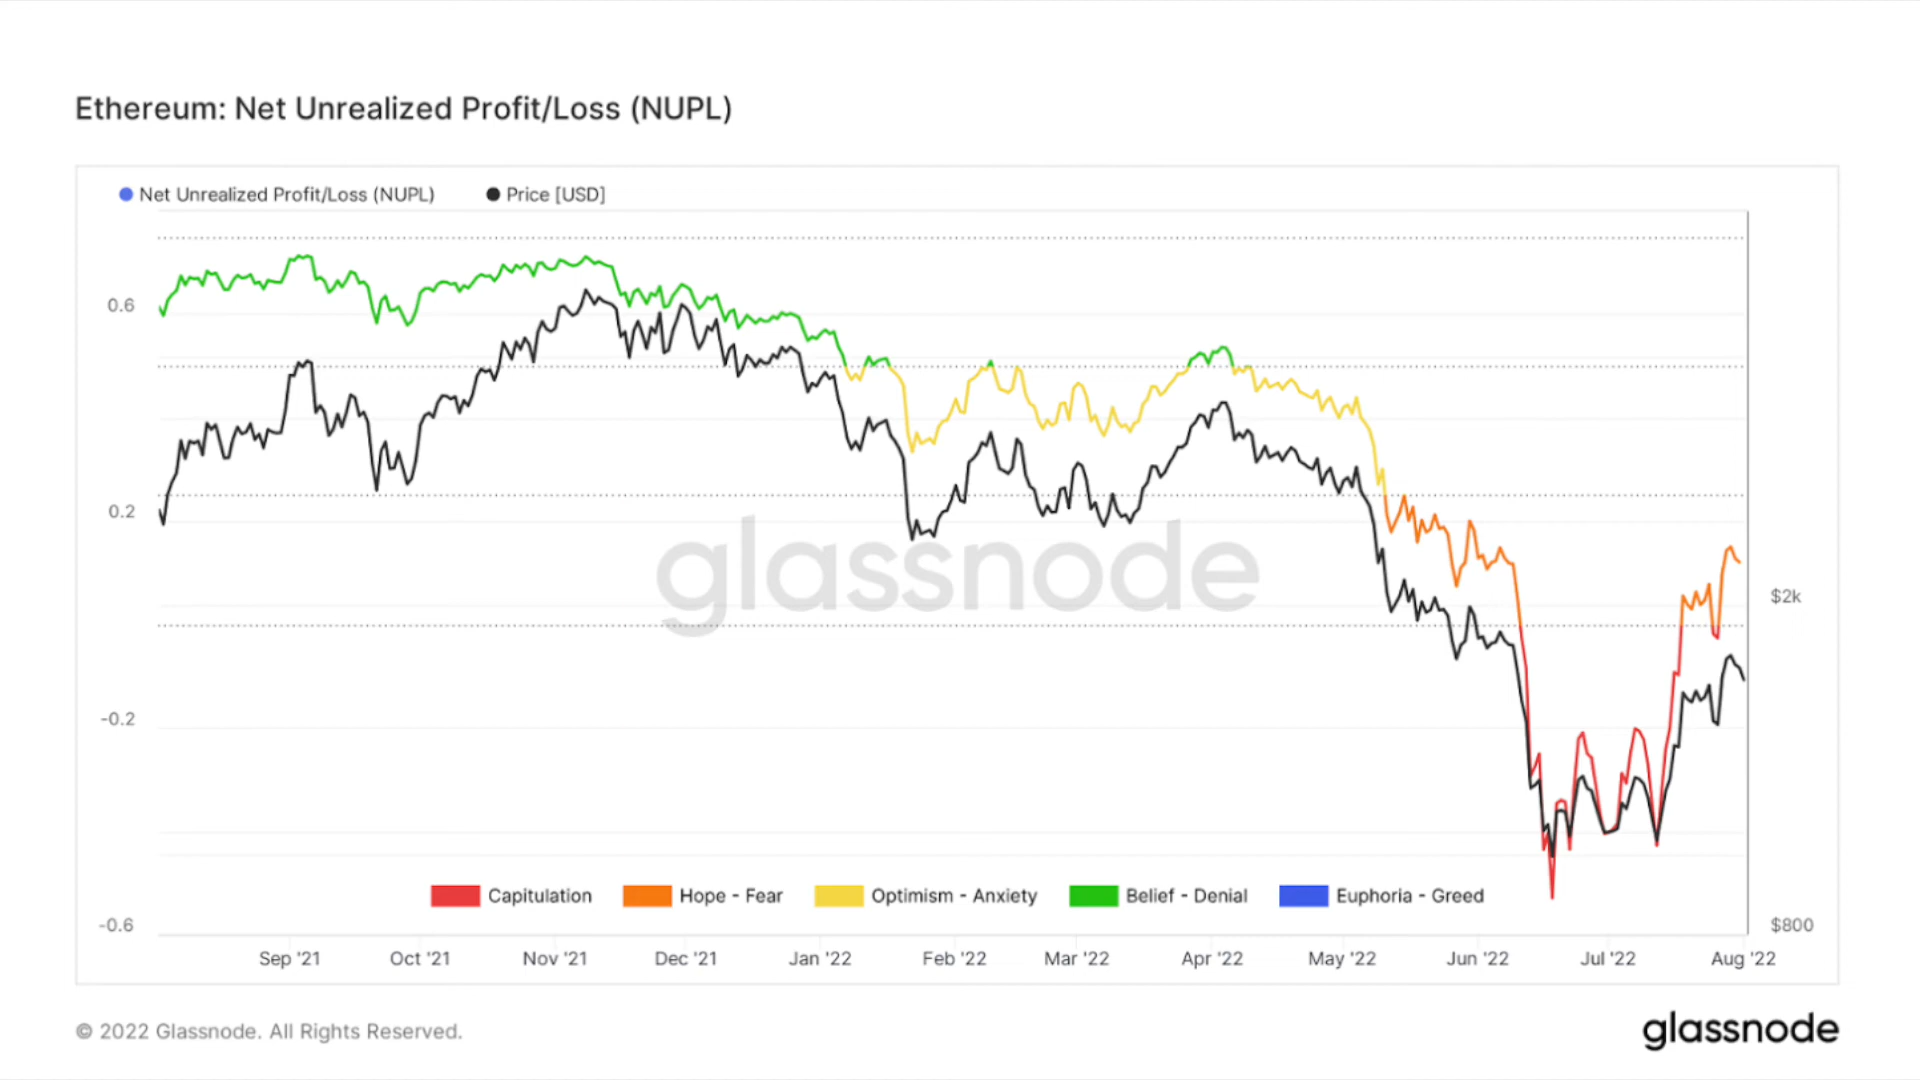 Ethereum: Net Unrealized Profit/Loss (NUPL)
Net Unrealized Profit/Loss (NUPL) Price [USD]
0.6
0.2
-0.2
-0.6
$2k
$800
glassnode
Capitulation Hope - Fear Optimism - Anxiety Belief - Denial Euphoria - Greed
Sep '21 Oct '21 Nov '21 Dec '21 Jan '22 Feb '22 Mar '22 Apr '22 May '22 Jun '22 Jul '22 Aug '22
© 2022 Glassnode. All Rights Reserved.
glassnode